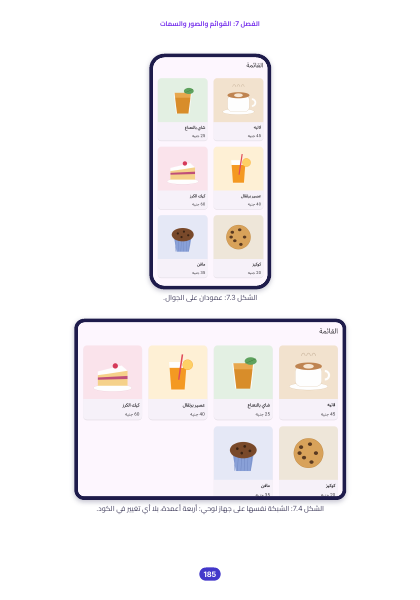 الفصل 7: القوائم والصور والسمات
القائمة
لاتيه
45 جنيه
شاي بالنعناع
25 جنيه
عصير برتقال
40 جنيه
كيك الكرز
60 جنيه
كوكيز
20 جنيه
مافن
35 جنيه
الشكل 7.3: عمودان على الجوال.
القائمة
لاتيه
45 جنيه
شاي بالنعناع
25 جنيه
عصير برتقال
40 جنيه
كيك الكرز
60 جنيه
كوكيز
20 جنيه
مافن
35 جنيه
الشكل 7.4: الشبكة نفسها على جهاز لوحي: أربعة أعمدة، بلا أي تغيير في الكود.
185